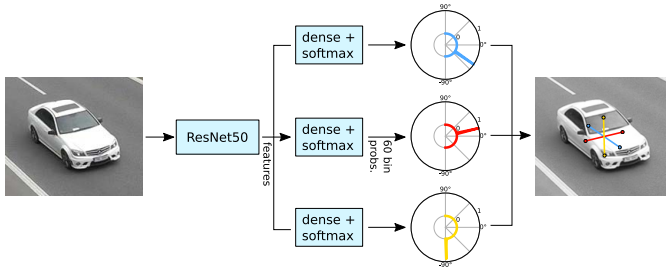 90°
dense +
softmax
1
0
0°
-90°
90°
ResNet50
dense +
softmax
1
0
0°
-90°
features
60 bin
probs.
90°
dense +
softmax
1
0
0°
-90°